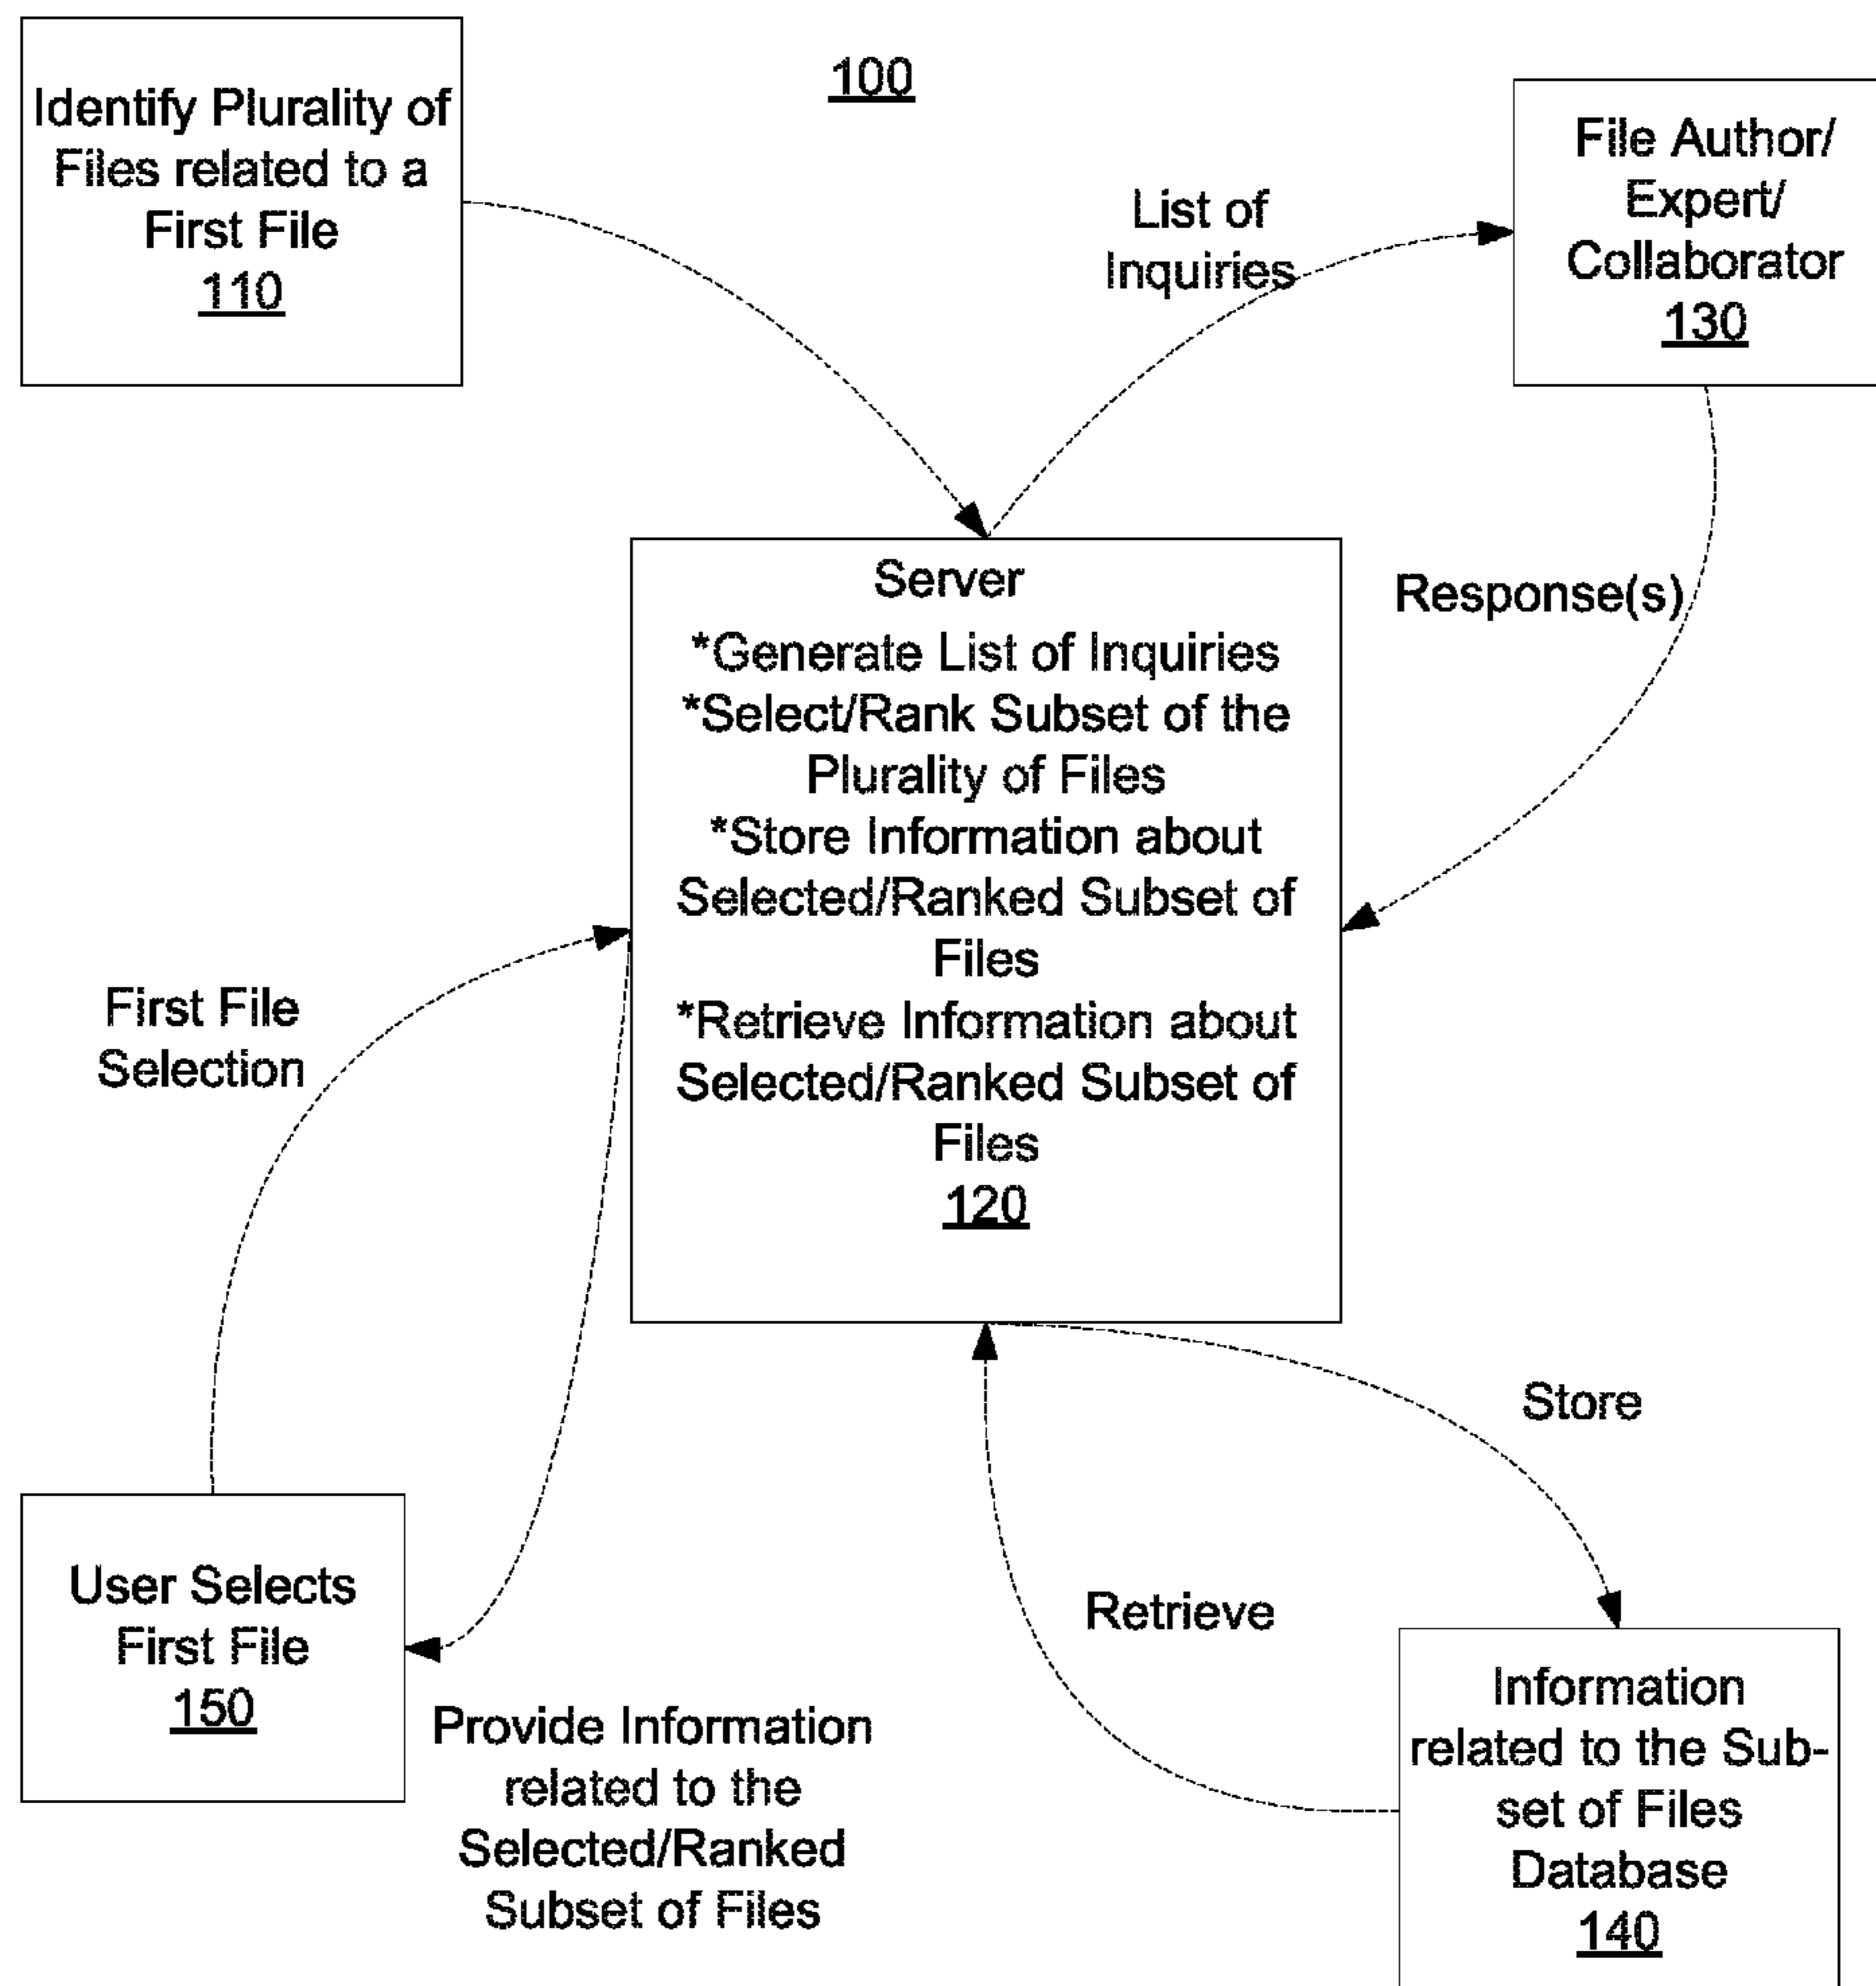 100
Identify Plurality of
Files related to a
First File
110
List of
Inquiries
File Author/
Expert/
Collaborator
130
Server
*Generate List of Inquiries
*Select/Rank Subset of the
Plurality of Files
*Store Information about
Selected/Ranked Subset of
Files
*Retrieve Information about
Selected/Ranked Subset of
Files
120
Response(s)
First File
Selection
Store
Retrieve
User Selects
First File
150
Provide Information
related to the
Selected/Ranked
Subset of Files
Information
related to the Sub-
set of Files
Database
140